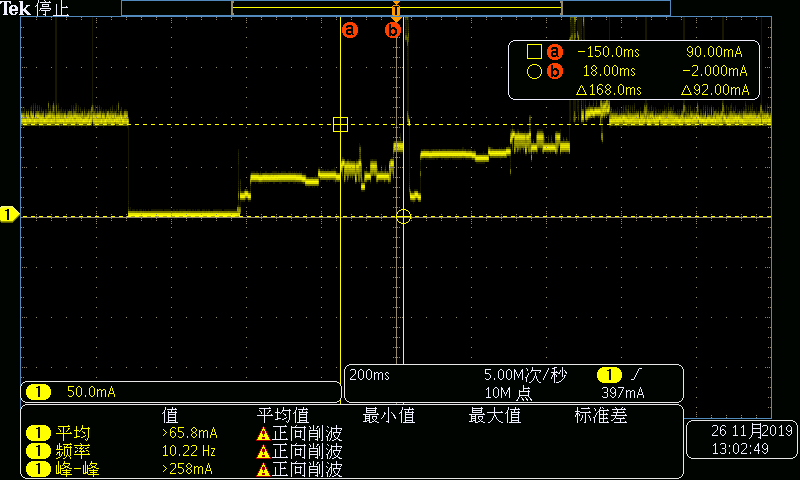 Tek 停止
a b
a -150.0ms 90.00mA
b 18.00ms -2.000mA
△168.0ms △92.00mA
1
1 50.0mA
200ms 5.00M次/秒 1
10M 点 397mA
值 平均值 最小值 最大值 标准差
1 平均 >65.8mA 正向削波
1 频率 10.22 Hz 正向削波
1 峰-峰 >258mA 正向削波
26 11月2019
13:02:49